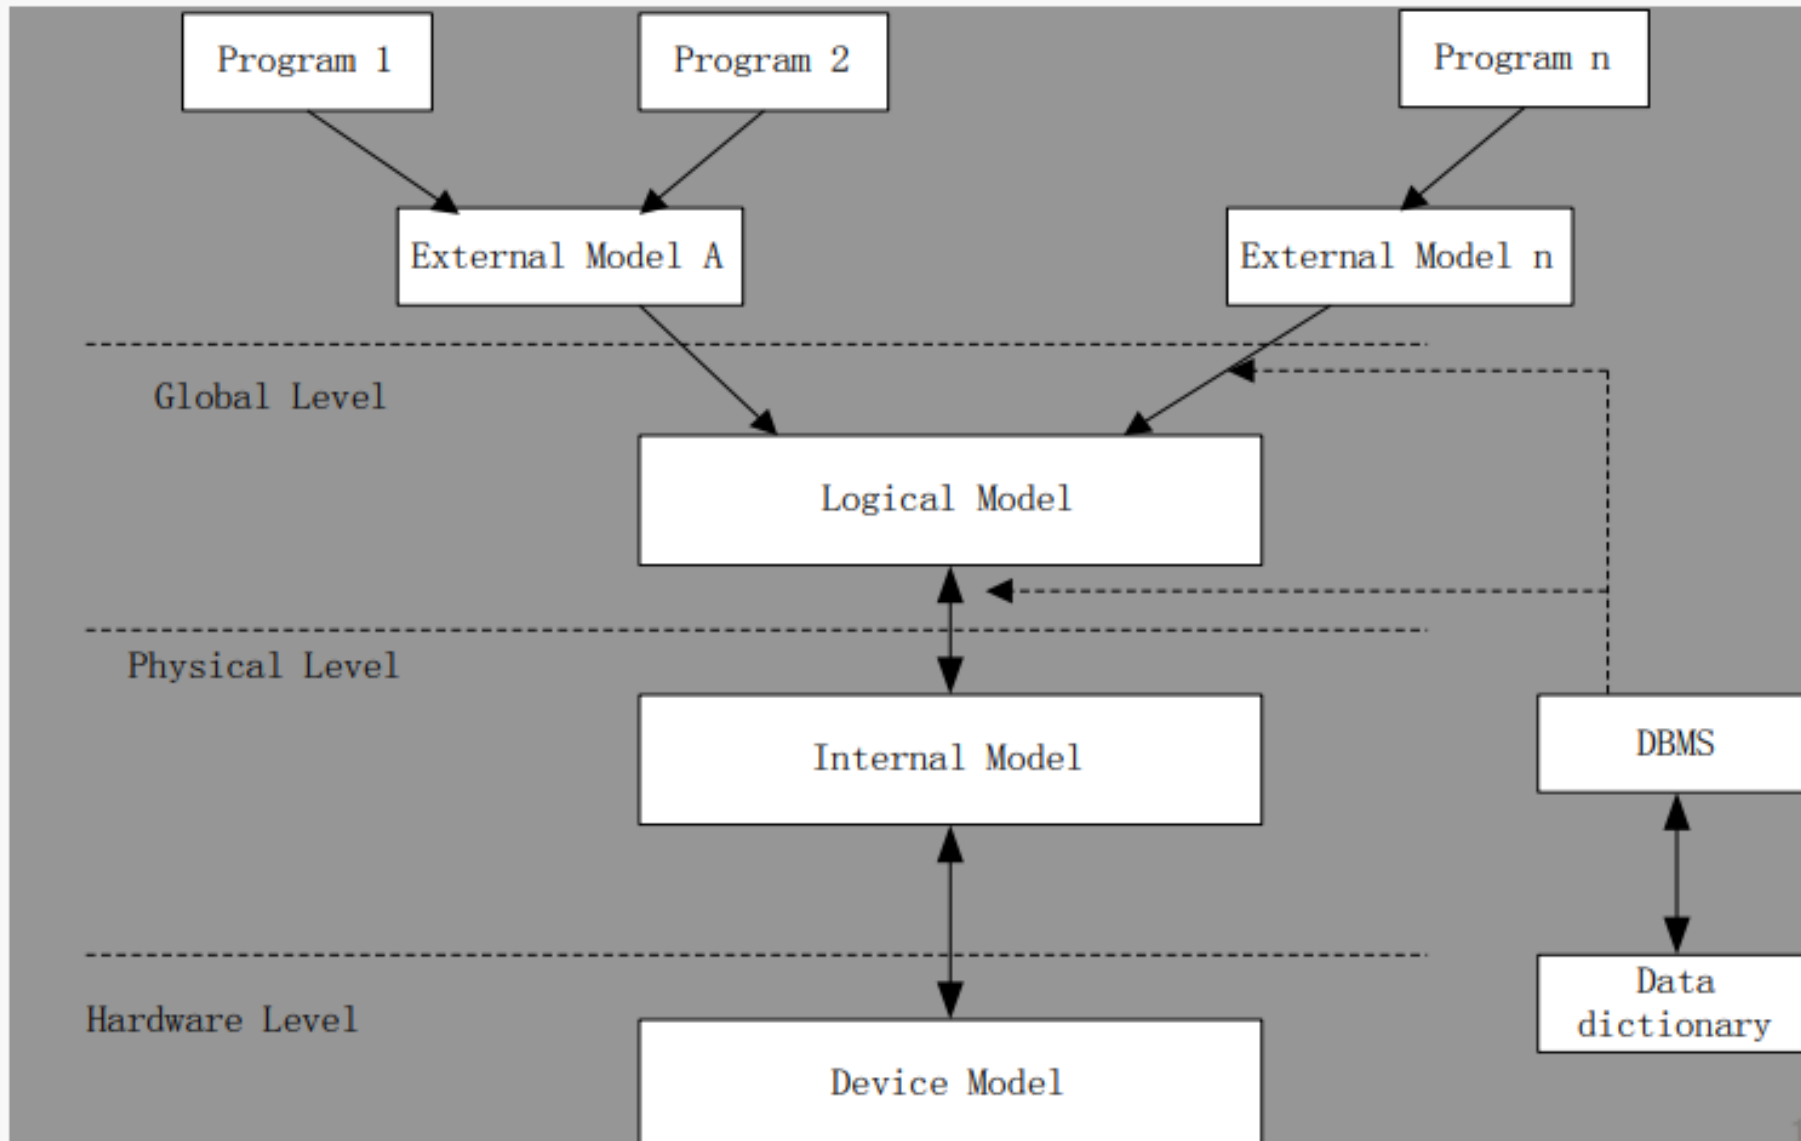 Program 1
Program 2
Program n
External Model A
External Model n
Global Level
Logical Model
Physical Level
Internal Model
DBMS
Hardware Level
Data
dictionary
Device Model